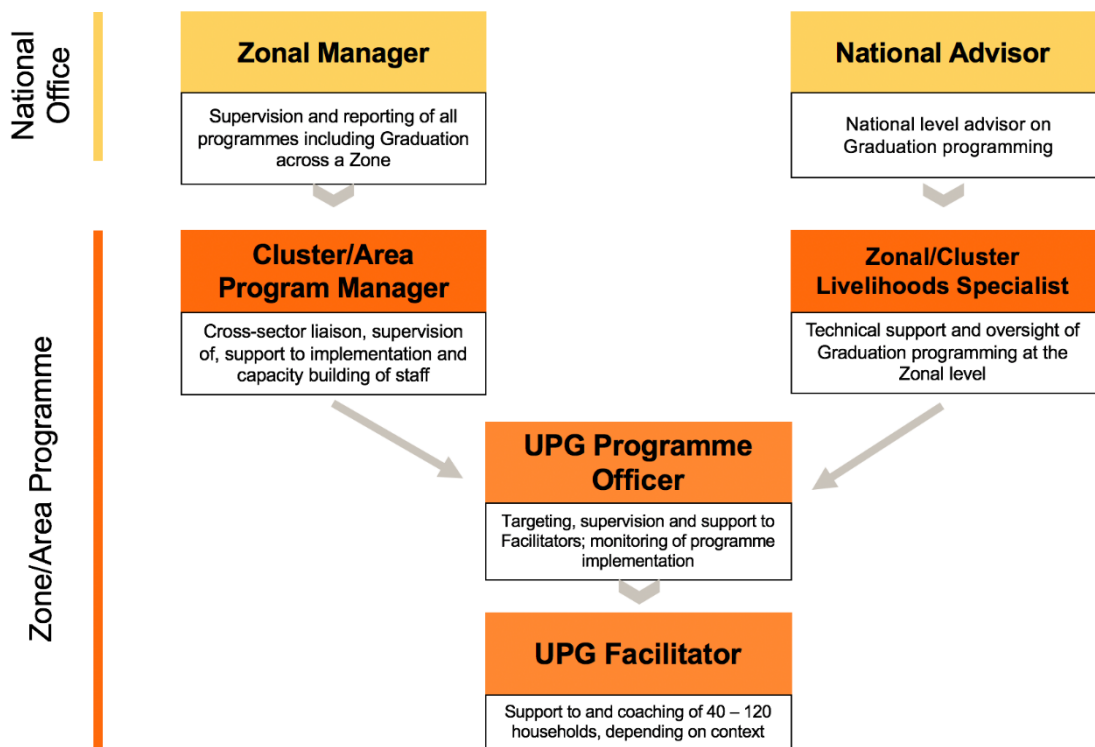 National
Office
Zonal Manager
Supervision and reporting of all
programmes including Graduation
across a Zone
National Advisor
National level advisor on
Graduation programming
Zone/Area Programme
Cluster/Area
Program Manager
Cross-sector liaison, supervision
of, support to implementation and
capacity building of staff
Zonal/Cluster
Livelihoods Specialist
Technical support and oversight of
Graduation programming at the
Zonal level
UPG Programme
Officer
Targeting, supervision and support to
Facilitators; monitoring of programme
implementation
UPG Facilitator
Support to and coaching of 40 – 120
households, depending on context